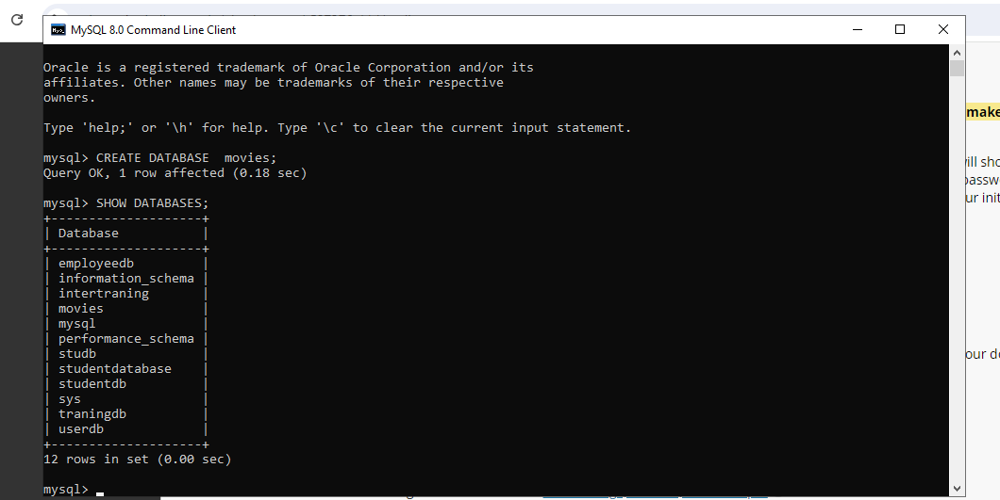 MySQL 8.0 Command Line Client
Oracle is a registered trademark of Oracle Corporation and/or its
affiliates. Other names may be trademarks of their respective
owners.
Type 'help;' or '\h' for help. Type '\c' to clear the current input statement.
mysql> CREATE DATABASE  movies;
Query OK, 1 row affected (0.18 sec)
mysql> SHOW DATABASES;
+--------------------+
| Database           |
+--------------------+
| employeedb         |
| information_schema |
| intertraning       |
| movies             |
| mysql              |
| performance_schema |
| studb              |
| studentdatabase    |
| studentdb          |
| sys                |
| traningdb          |
| userdb             |
+--------------------+
12 rows in set (0.00 sec)
mysql>
make
ill sho
passw
ur init
our de